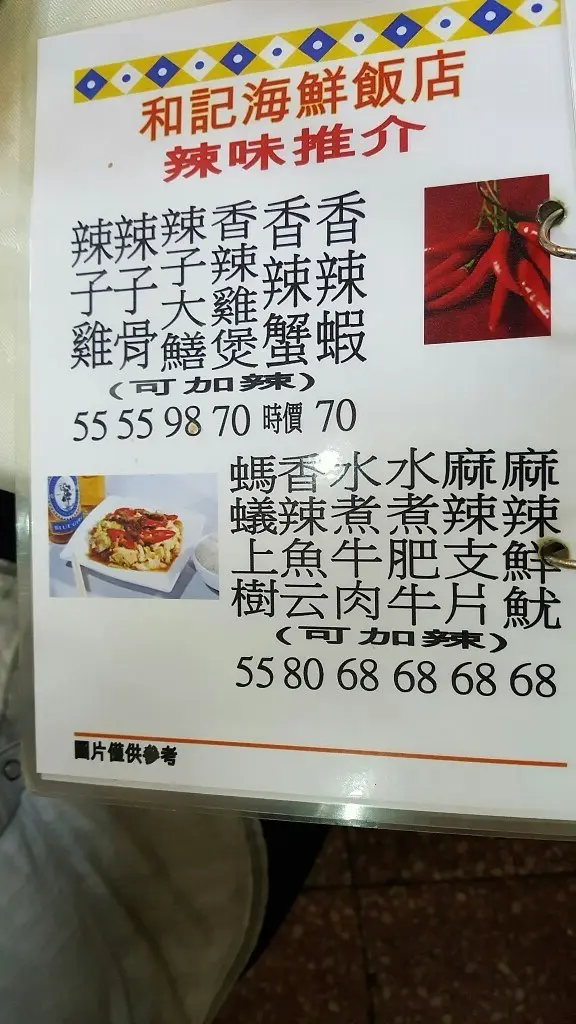 和記海鮮飯店
辣味推介
香辣蝦
香辣蟹
香辣雞煲
辣子大鱔
辣子骨
辣子雞
(可加辣)
55 55 98 70 時價 70
麻辣鮮魷
麻辣支片
水煮肥牛
水煮牛肉
香辣魚云
螞蟻上樹
(可加辣)
55 80 68 68 68 68
圖片僅供參考